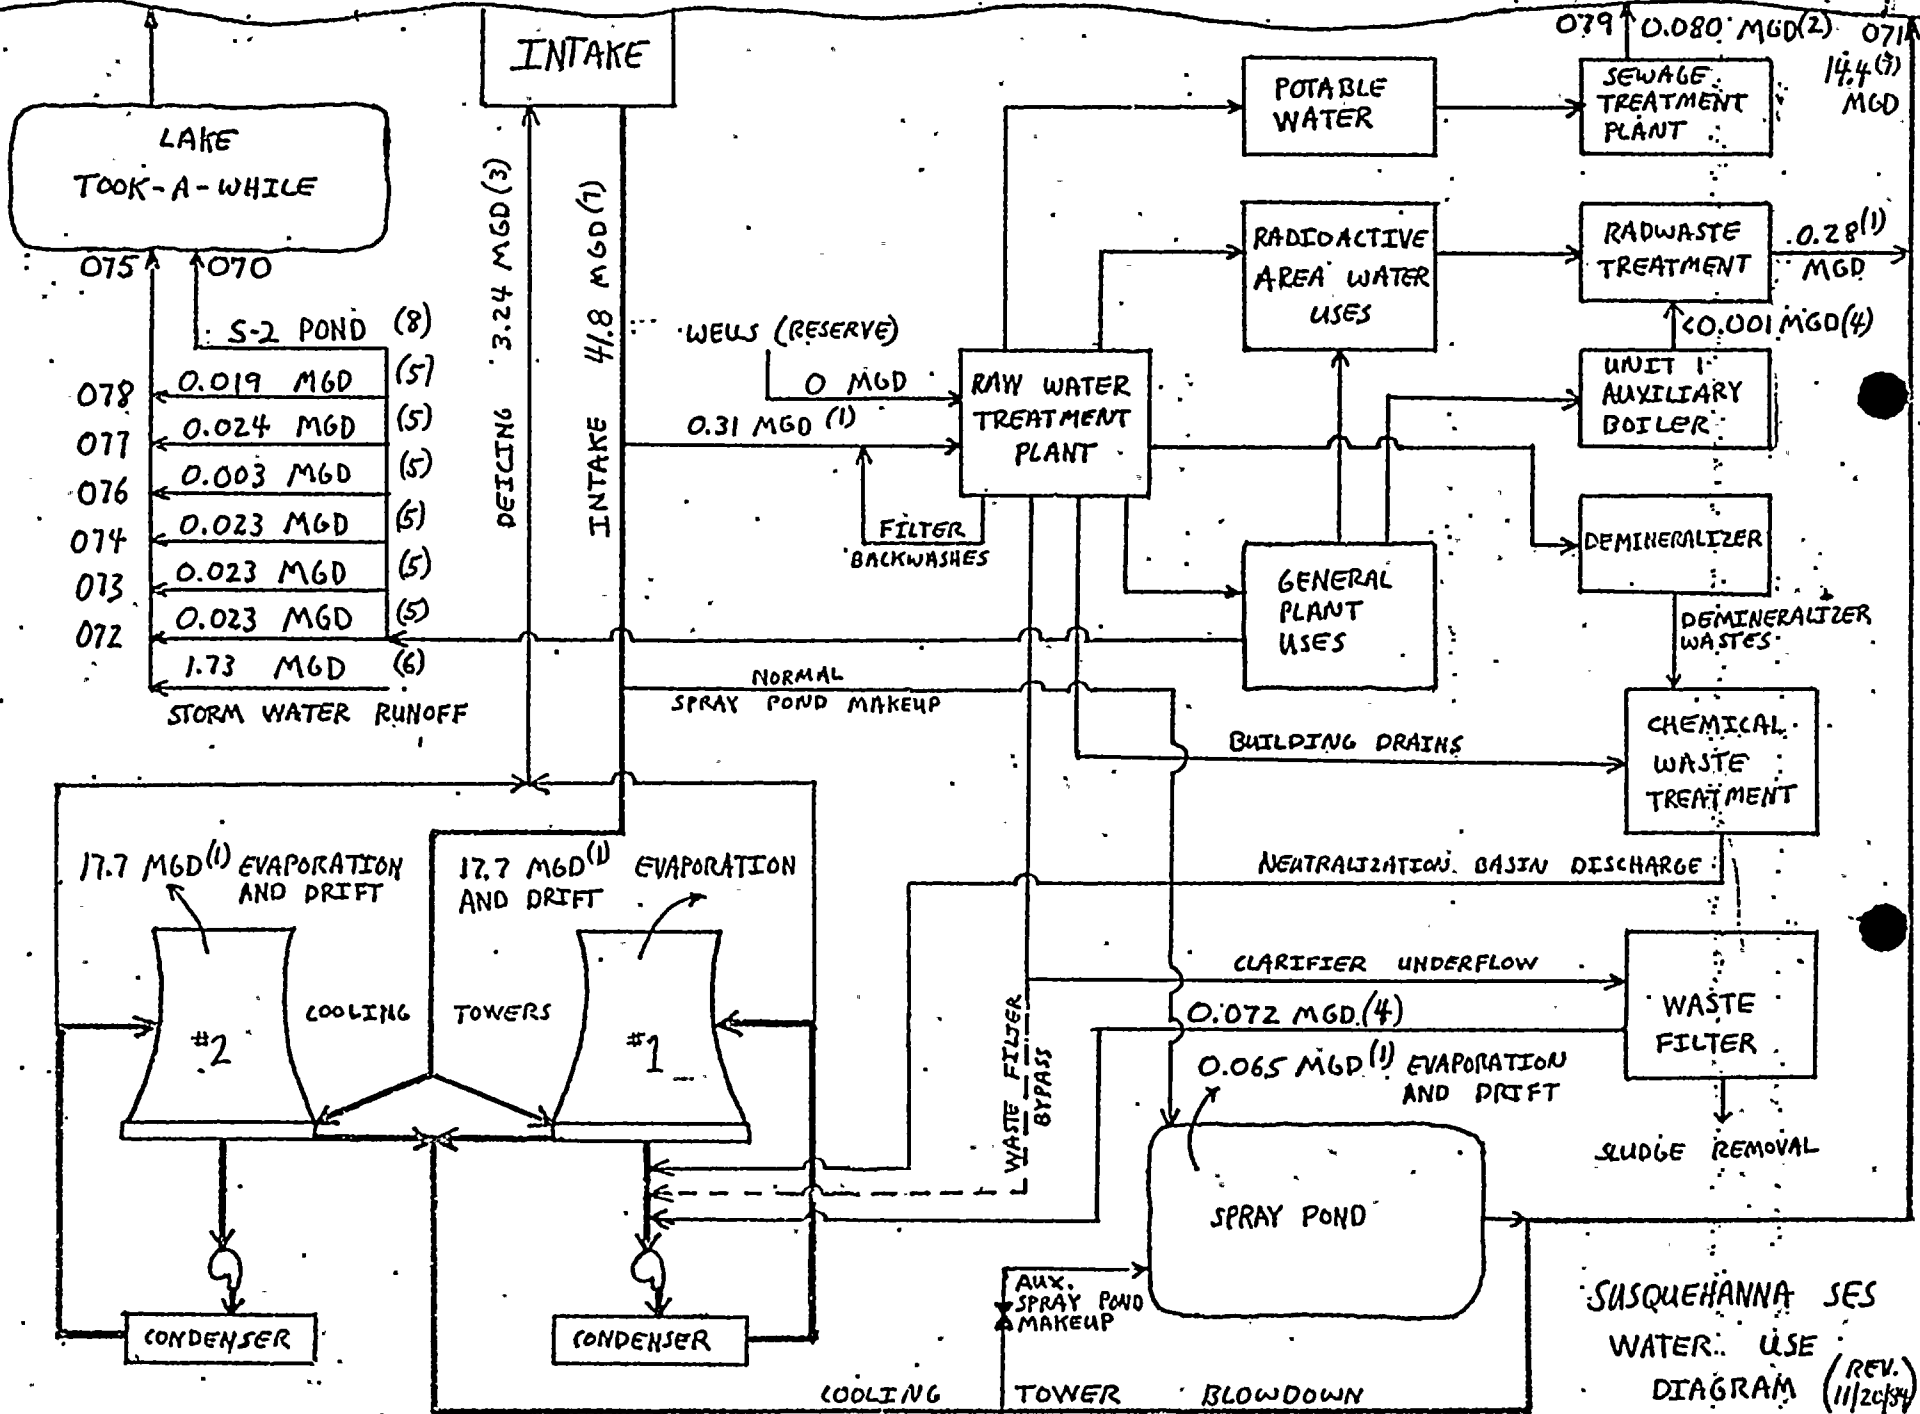 INTAKE
LAKE
TOOK-A-WHILE
075
070
S-2 POND (8)
078 0.019 MGD (5)
077 0.024 MGD (5)
076 0.003 MGD (5)
074 0.023 MGD (5)
073 0.023 MGD (5)
072 0.023 MGD (5)
1.73 MGD (6)
STORM WATER RUNOFF
DEICING 3.24 MGD (3)
INTAKE 41.8 MGD (7)
WELLS (RESERVE)
0 MGD
0.31 MGD (1)
FILTER
BACKWASHES
RAW WATER
TREATMENT
PLANT
POTABLE
WATER
079 0.080 MGD (2)
SEWAGE
TREATMENT
PLANT
071
14.4 (7)
MGD
RADIOACTIVE
AREA WATER
USES
RADWASTE
TREATMENT
0.28 (1)
MGD
<0.001 MGD (4)
UNIT 1
AUXILIARY
BOILER
DEMINERALIZER
DEMINERALIZER
WASTES
GENERAL
PLANT
USES
NORMAL
SPRAY POND MAKEUP
BUILDING DRAINS
CHEMICAL
WASTE
TREATMENT
NEUTRALIZATION BASIN DISCHARGE
CLARIFIER UNDERFLOW
0.072 MGD (4)
WASTE
FILTER
SLUDGE REMOVAL
WASTE FILTER
BYPASS
0.065 MGD (1) EVAPORATION
AND DRIFT
SPRAY POND
AUX.
SPRAY POND
MAKEUP
17.7 MGD (1) EVAPORATION
AND DRIFT
17.7 MGD (1) EVAPORATION
AND DRIFT
COOLING TOWERS
#2
#1
CONDENSER
CONDENSER
COOLING TOWER BLOWDOWN
SUSQUEHANNA SES
WATER USE
DIAGRAM (REV.